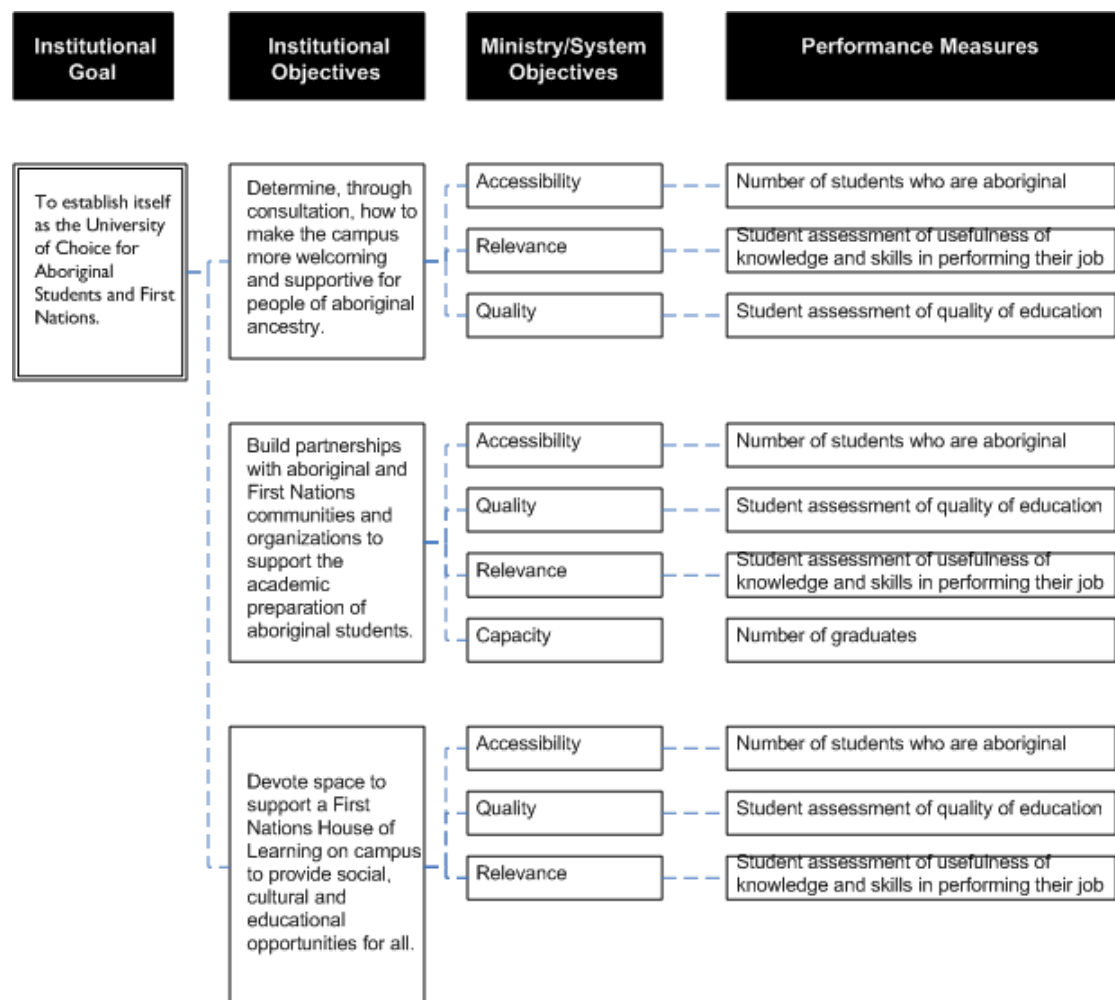 Institutional
Goal
Institutional
Objectives
Ministry/System
Objectives
Performance Measures
To establish itself
as the University
of Choice for
Aboriginal
Students and First
Nations.
Determine, through
consultation, how to
make the campus
more welcoming
and supportive for
people of aboriginal
ancestry.
Accessibility
Number of students who are aboriginal
Relevance
Student assessment of usefulness of
knowledge and skills in performing their job
Quality
Student assessment of quality of education
Build partnerships
with aboriginal and
First Nations
communities and
organizations to
support the
academic
preparation of
aboriginal students.
Accessibility
Number of students who are aboriginal
Quality
Student assessment of quality of education
Relevance
Student assessment of usefulness of
knowledge and skills in performing their job
Capacity
Number of graduates
Devote space to
support a First
Nations House of
Learning on campus
to provide social,
cultural and
educational
opportunities for all.
Accessibility
Number of students who are aboriginal
Quality
Student assessment of quality of education
Relevance
Student assessment of usefulness of
knowledge and skills in performing their job